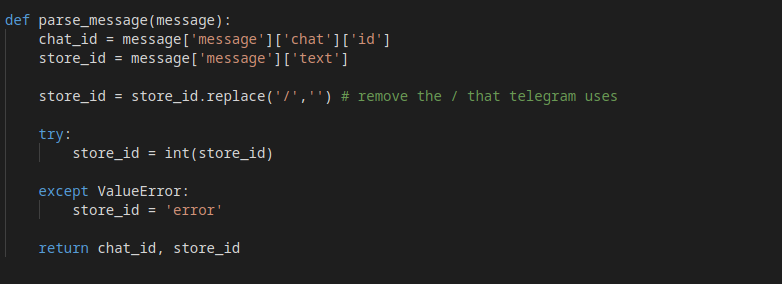 def parse_message(message):
    chat_id = message['message']['chat']['id']
    store_id = message['message']['text']

    store_id = store_id.replace('/','') # remove the / that telegram uses

    try:
        store_id = int(store_id)

    except ValueError:
        store_id = 'error'

    return chat_id, store_id